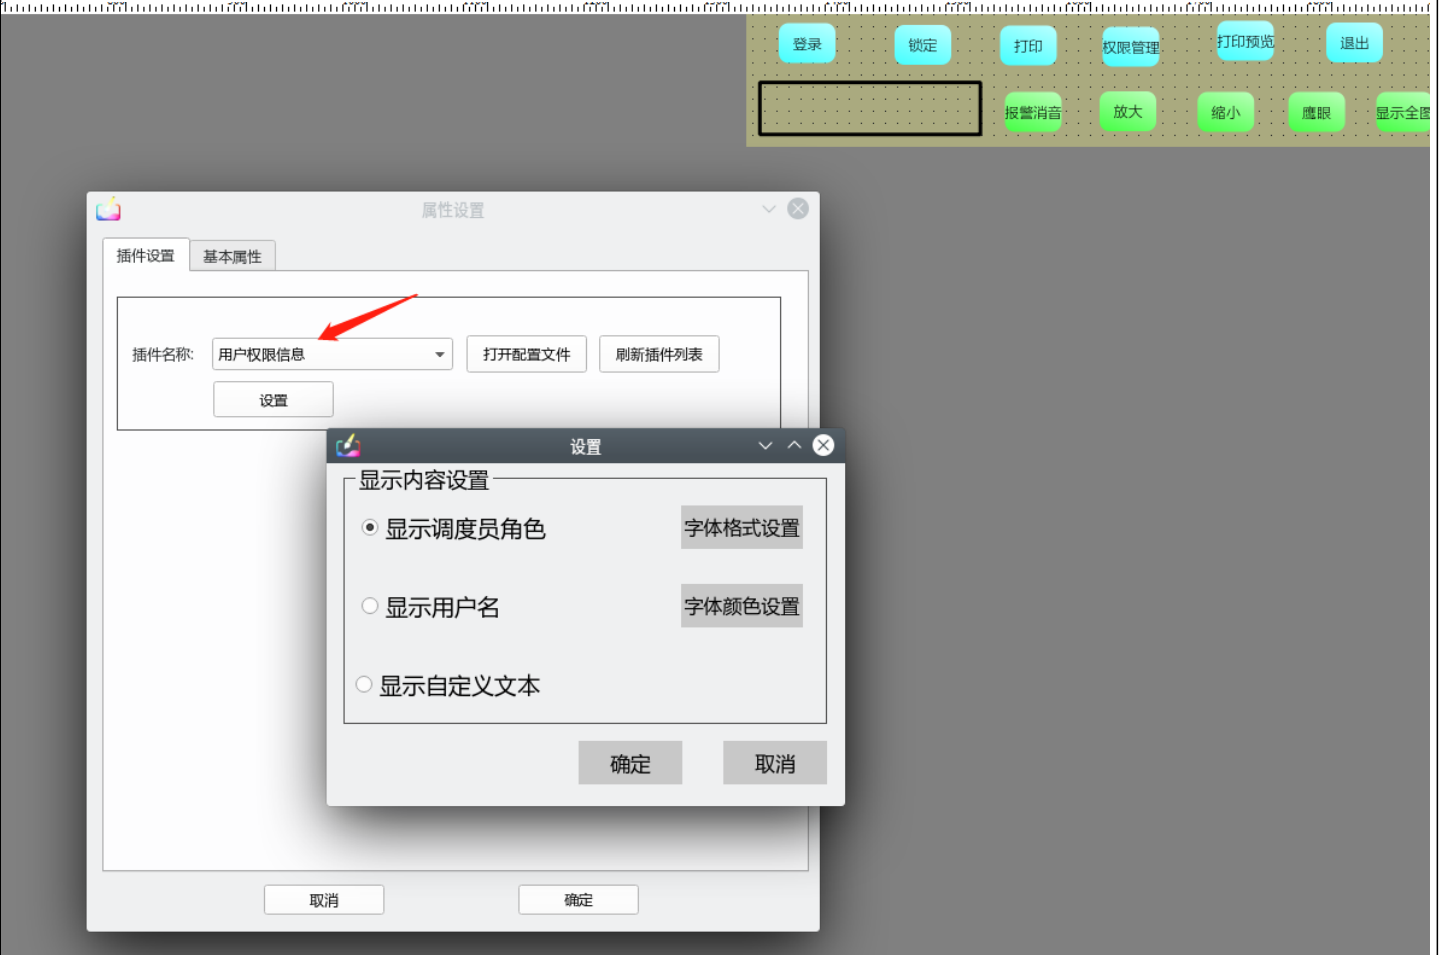 登录 锁定 打印 权限管理 打印预览 退出
报警消音 放大 缩小 鹰眼 显示全图
属性设置
插件设置 基本属性
插件名称: 用户权限信息 打开配置文件 刷新插件列表
设置
设置
显示内容设置
显示调度员角色 字体格式设置
显示用户名 字体颜色设置
显示自定义文本
确定 取消
取消 确定